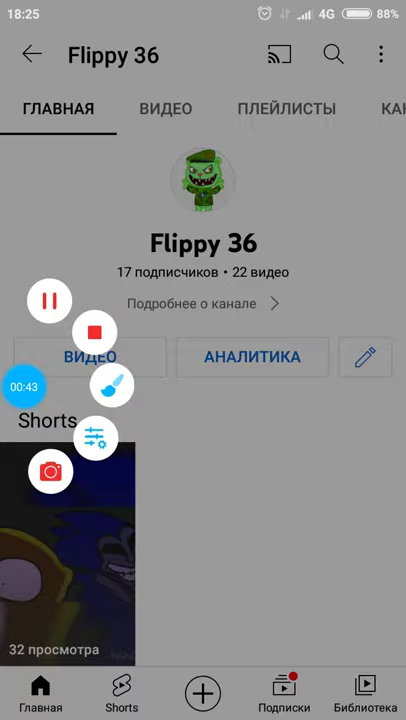 18:25
4G
88%
Flippy 36
ГЛАВНАЯ
ВИДЕО
ПЛЕЙЛИСТЫ
КАН
Flippy 36
17 подписчиков • 22 видео
Подробнее о канале
ВИДЕО
АНАЛИТИКА
00:43
Shorts
32 просмотра
Главная
Shorts
Подписки
Библиотека